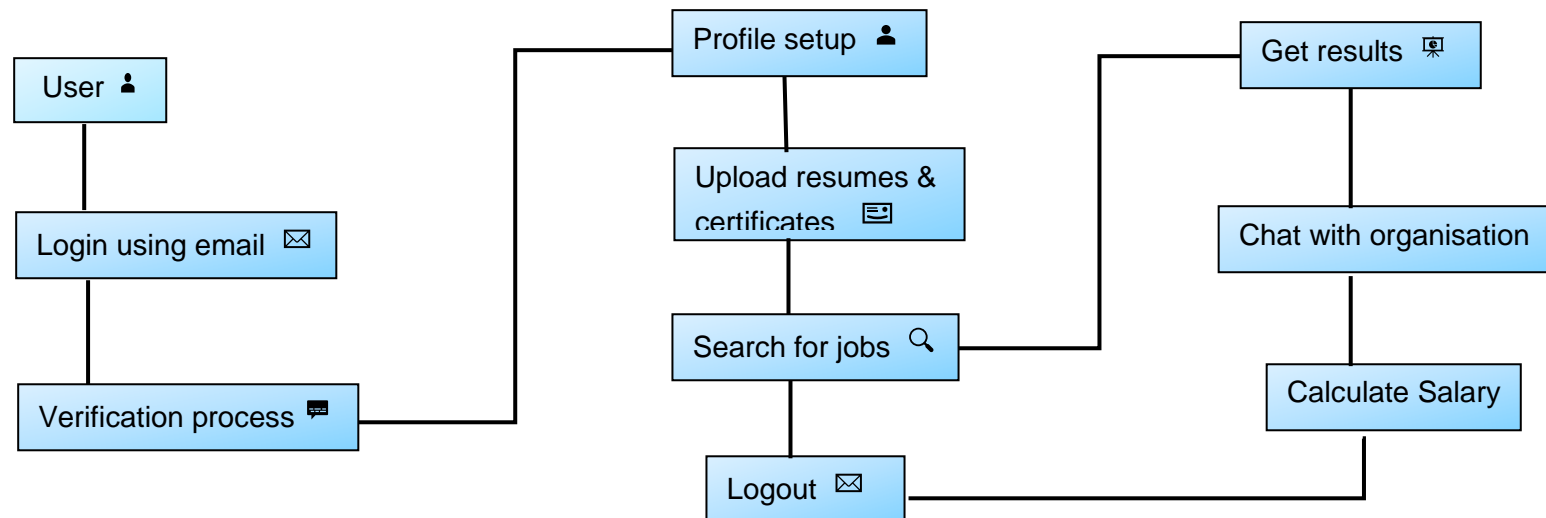 User
Login using email
Verification process
Profile setup
Upload resumes &
certificates
Search for jobs
Logout
Get results
Chat with organisation
Calculate Salary